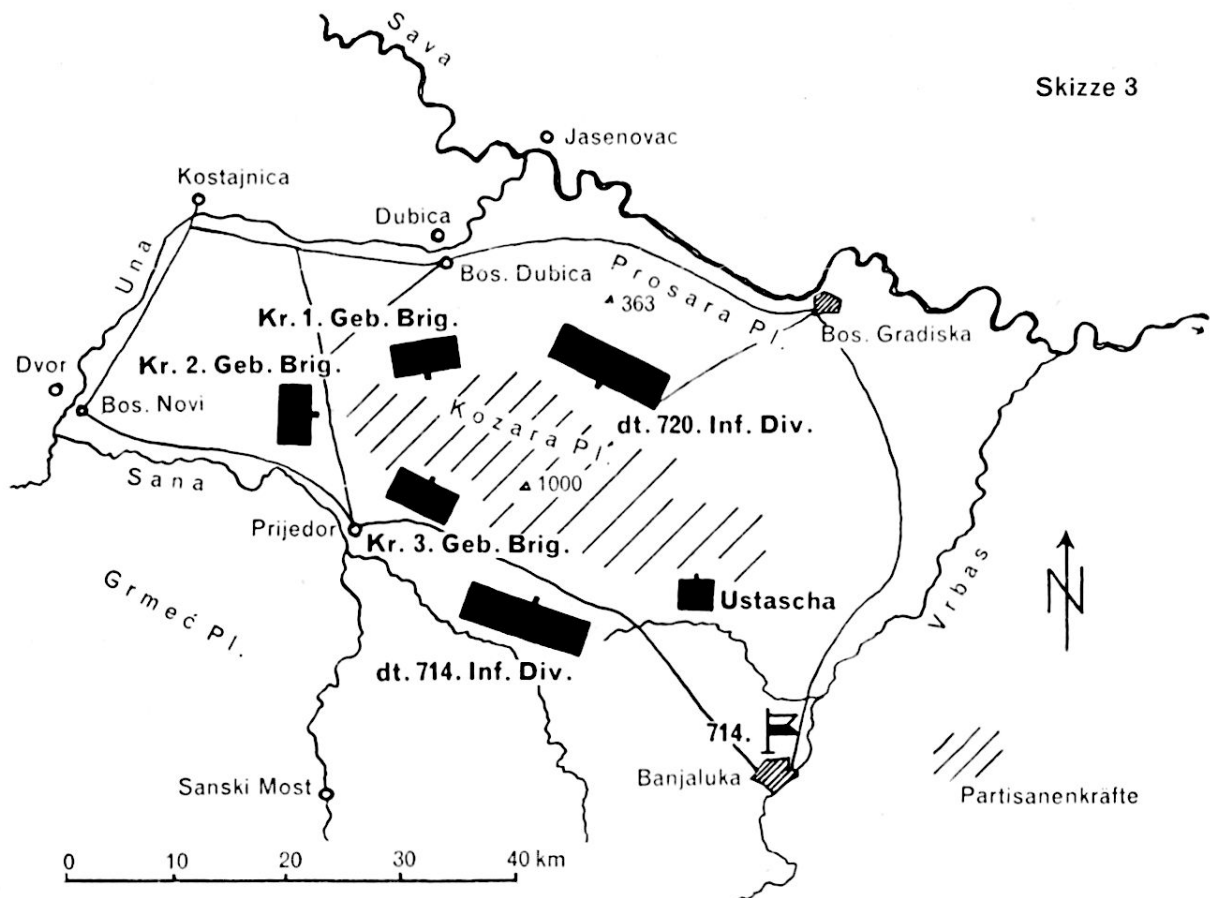 Sava
Skizze 3
Jasenovac
Kostajnica
Dubica
Una
Bos. Dubica
Prosara Pl.
363
Kr. 1. Geb. Brig.
Bos. Gradiska
Dvor
Kr. 2. Geb. Brig.
Bos. Novi
Kozara Pl.
dt. 720. Inf. Div.
Sana
1000
Prijedor
Kr. 3. Geb. Brig.
Grmeć Pl.
Ustascha
Vrbas
N
dt. 714. Inf. Div.
714.
Banjaluka
Sanski Most
Partisanenkräfte
0 10 20 30 40 km